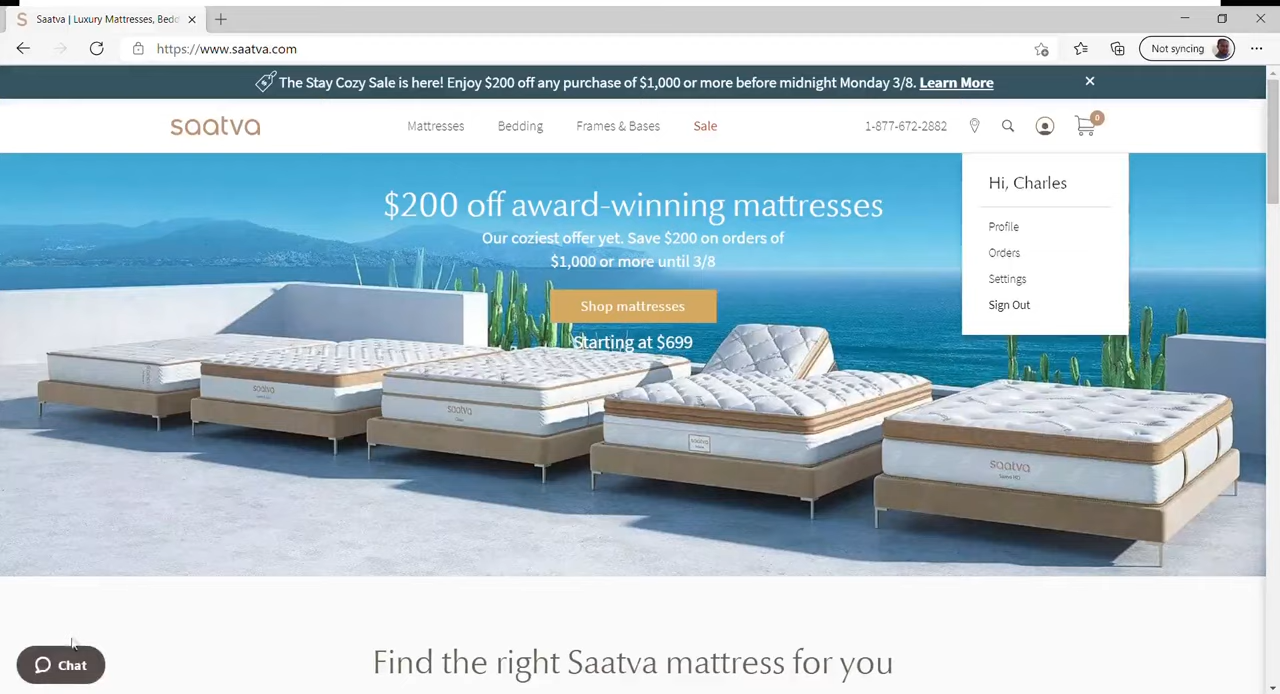 Saatva | Luxury Mattresses, Bedd
https://www.saatva.com
Not syncing
The Stay Cozy Sale is here! Enjoy $200 off any purchase of $1,000 or more before midnight Monday 3/8. Learn More
saatva
Mattresses
Bedding
Frames & Bases
Sale
1-877-672-2882
0
Hi, Charles
Profile
Orders
Settings
Sign Out
$200 off award-winning mattresses
Our coziest offer yet. Save $200 on orders of
$1,000 or more until 3/8
Shop mattresses
Starting at $699
saatva
saatva
saatva
Chat
Find the right Saatva mattress for you